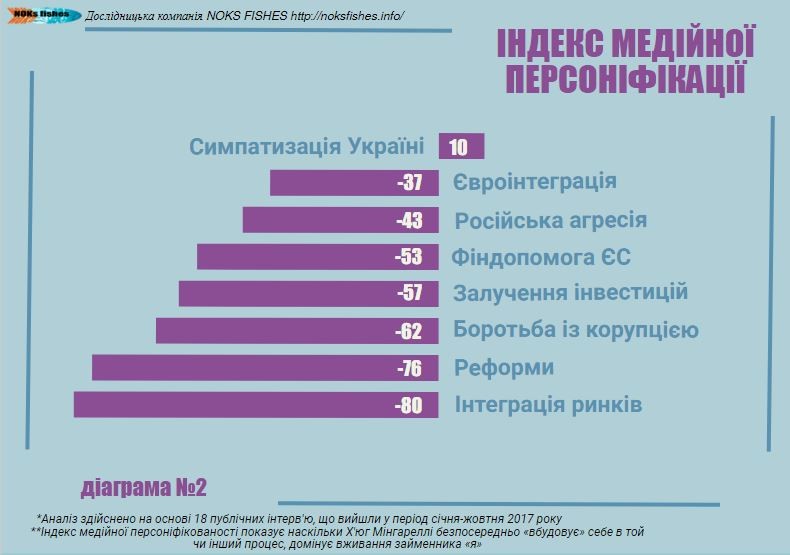 NOKs fishes Дослідницька компанія NOKS FISHES http://noksfishes.info/
ІНДЕКС МЕДІЙНОЇ
ПЕРСОНІФІКАЦІЇ
Симпатизація Україні 10
-37 Євроінтеграція
-43 Російська агресія
-53 Фіндопомога ЄС
-57 Залучення інвестицій
-62 Боротьба із корупцією
-76 Реформи
-80 Інтеграція ринків
діаграма №2
*Аналіз здійснено на основі 18 публічних інтерв'ю, що вийшли у період січня-жовтня 2017 року
**Індекс медійної персоніфікованості показує наскільки Х'юг Мінгареллі безпосередньо «вбудовує» себе в той
чи інший процес, домінує вживання займенника «я»